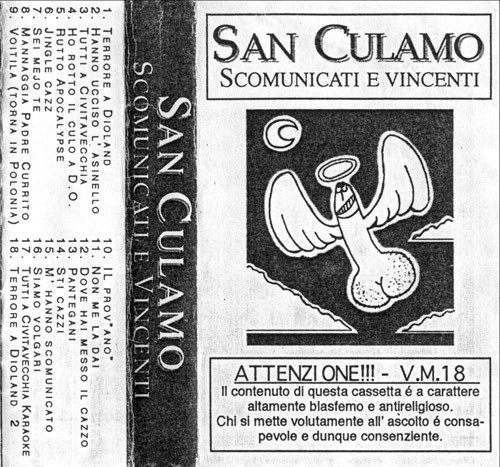 1 TERRORE A DIOLAND
2. HANNO UCCISO L'ASINELLO
3. TUTTI A CIVITAVECCHIA
4. HO ROTTO IL CULO A D.O.
5. RUTTO APOCALYPSE
6. JINGLE CAZZ
7. SEI MEJO TE
8. MANNAGGIA PADRE CURRITO
9. VOITILA (TORNA IN POLONIA)
10. IL PROV"ANO"
11. NON ME LA DAI
12. DOVE HAI MESSO IL CAZZO
13. PANTEGANI
14. STI CAZZI
15. M'HANNO SCOMUNICATO
16. SIAMO VOLGARI
17. TUTTI A CIVITAVECCHIA KARAOKE
18 TERRORE A DIOLAND 2
SAN CULAMO
SCOMUNICATI E VINCENTI
SAN CULAMO
SCOMUNICATI E VINCENTI
ATTENZIONE!!! - V.M.18
Il contenuto di questa cassetta é a carattere
altamente blasfemo e antireligioso.
Chi si mette volutamente all' ascolto é consa-
pevole e dunque consenziente.